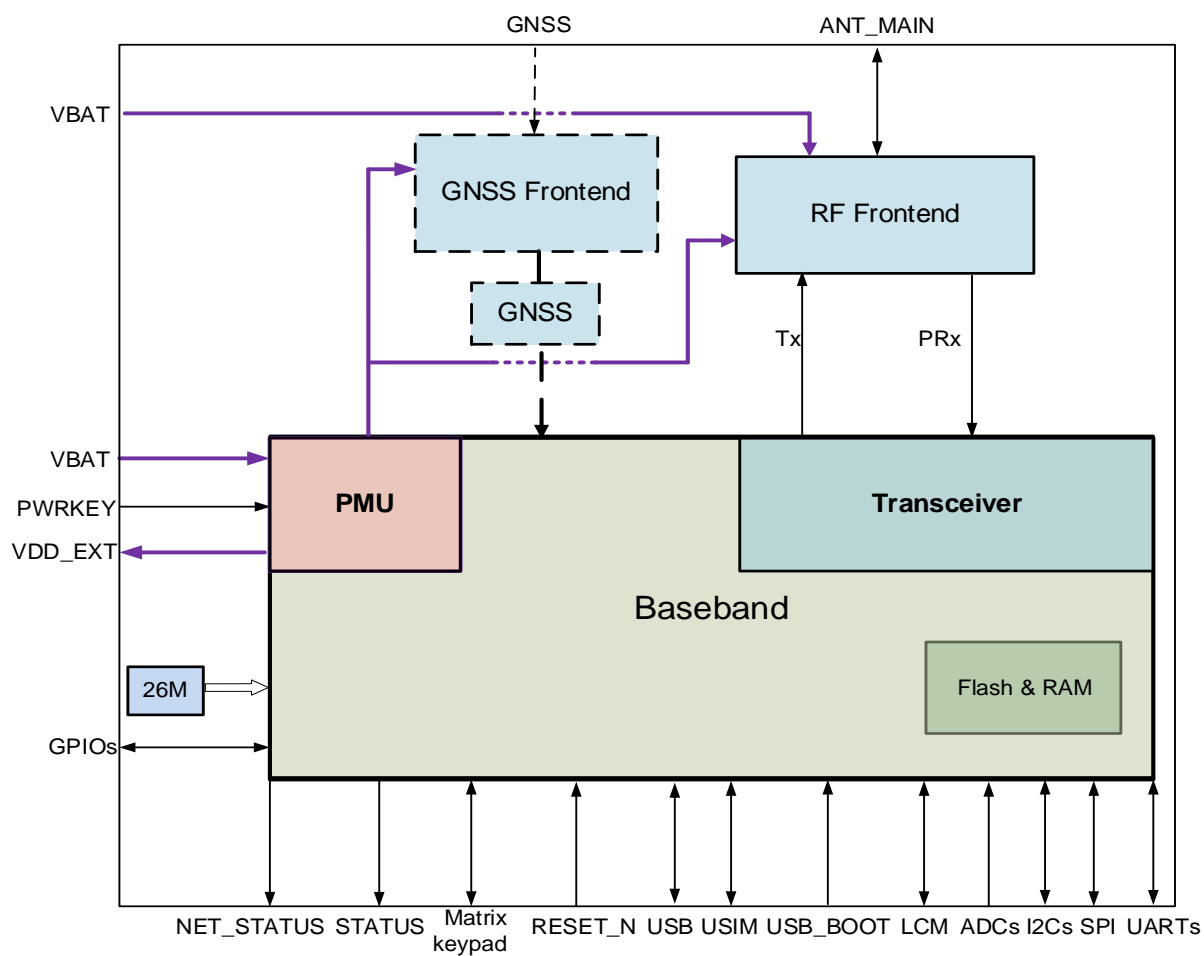 GNSS
ANT_MAIN
VBAT
GNSS Frontend
RF Frontend
GNSS
Tx
PRx
VBAT
PWRKEY
VDD_EXT
PMU
Transceiver
Baseband
26M
Flash & RAM
GPIOs
NET_STATUS
STATUS
Matrix
keypad
RESET_N
USB
USIM
USB_BOOT
LCM
ADCs
I2Cs
SPI
UARTs